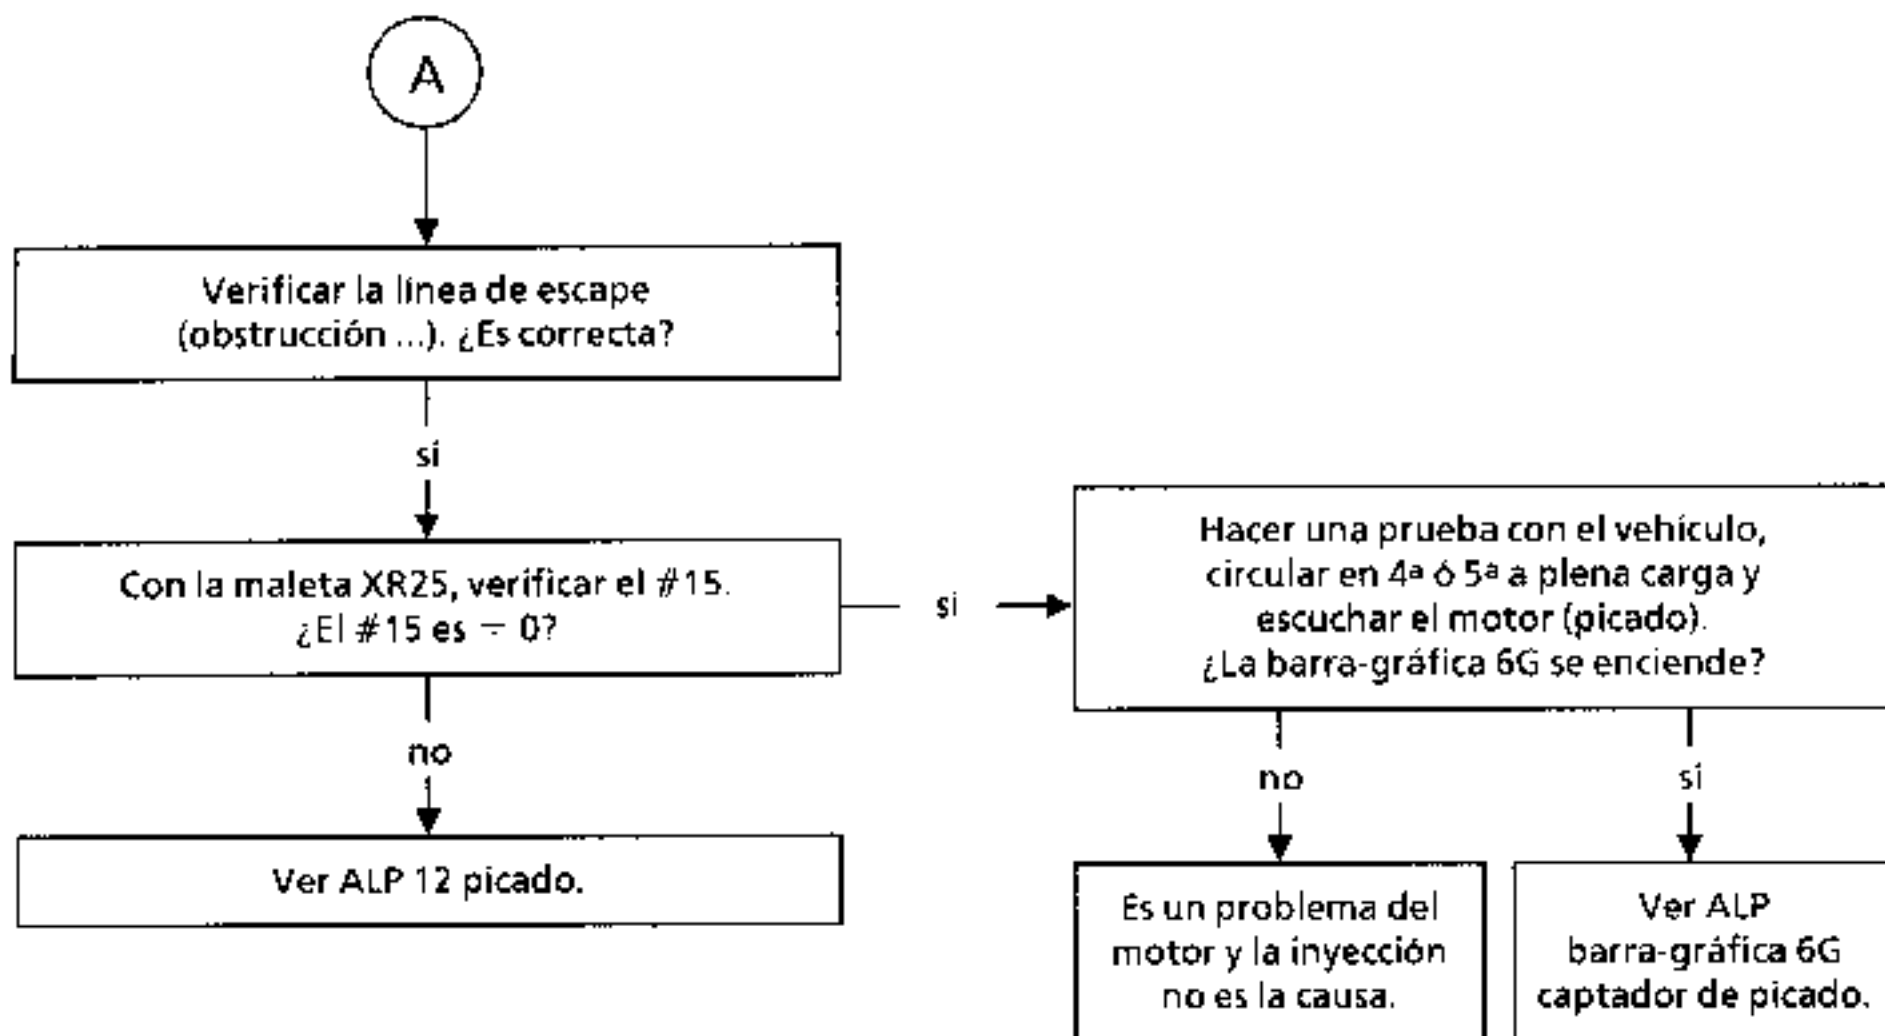 A
Verificar la línea de escape
(obstrucción ...). ¿Es correcta?
sí
Con la maleta XR25, verificar el #15.
¿El #15 es = 0?
si
Hacer una prueba con el vehículo,
circular en 4ª ó 5ª a plena carga y
escuchar el motor (picado).
¿La barra-gráfica 6G se enciende?
no
Ver ALP 12 picado.
no
Es un problema del
motor y la inyección
no es la causa.
sí
Ver ALP
barra-gráfica 6G
captador de picado.